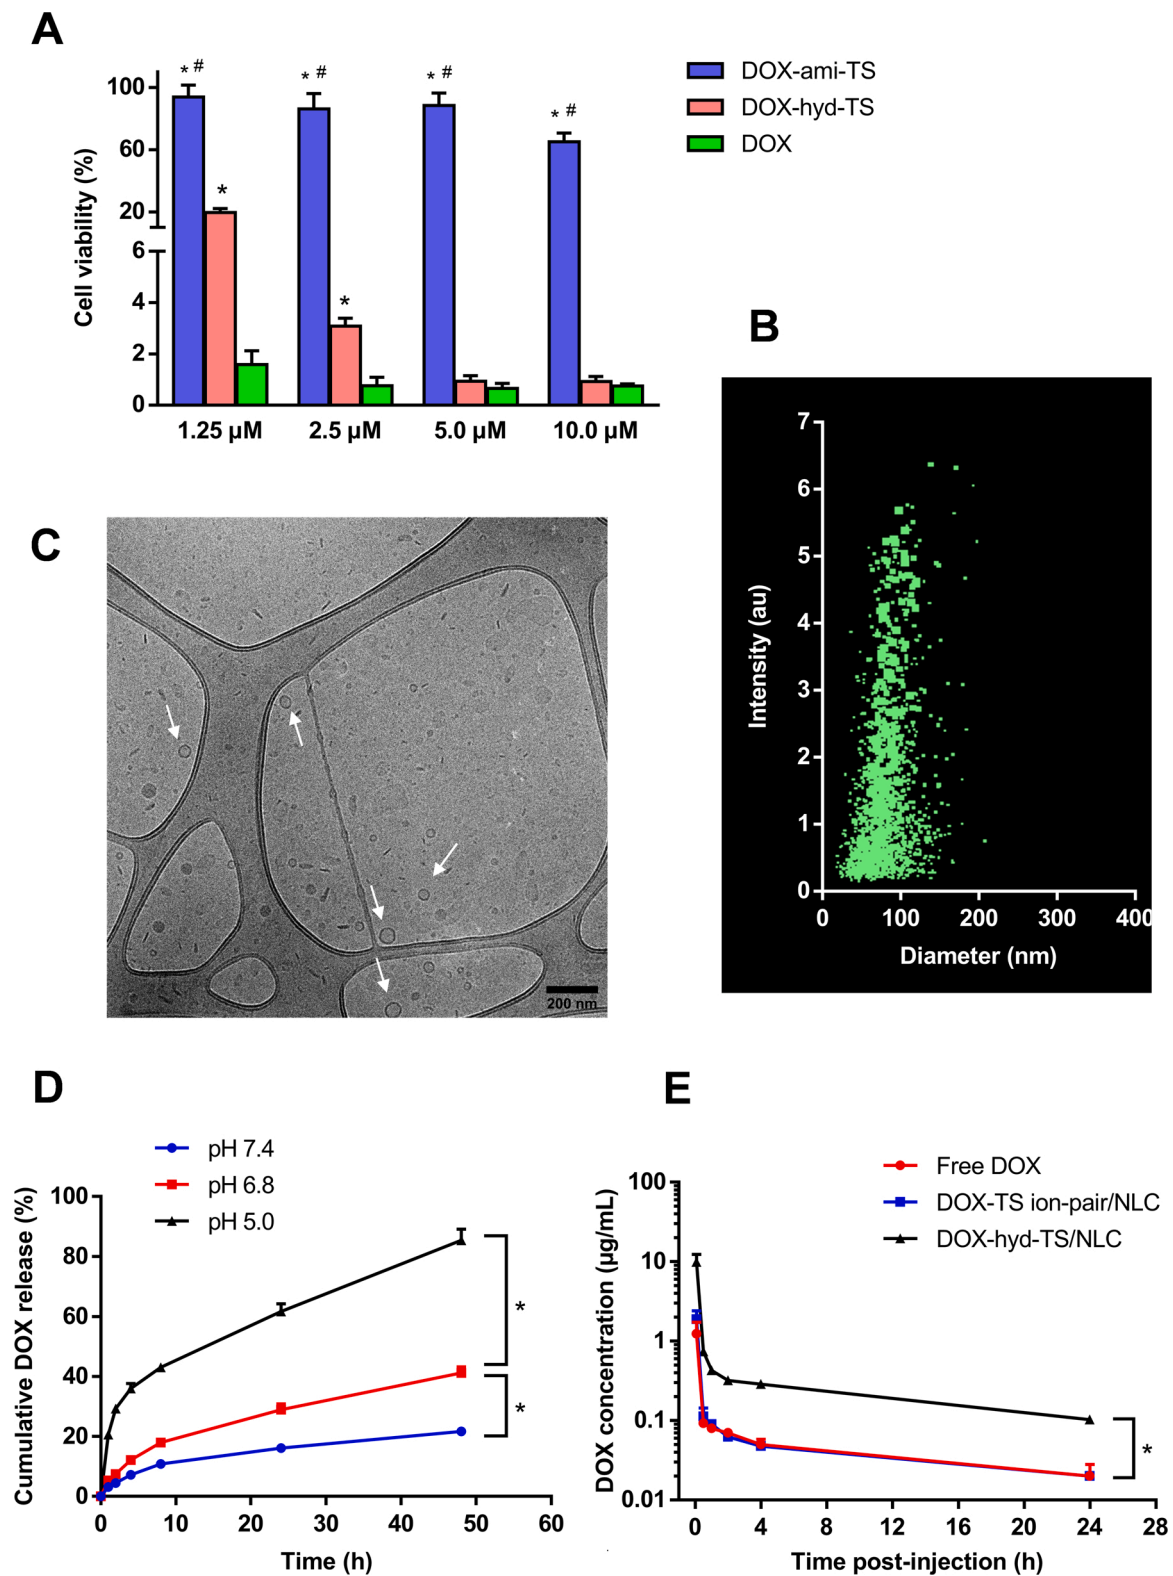 A
* # * # * # * #
* *
100
60
20
6
4
2
0
Cell viability (%)
1.25 µM 2.5 µM 5.0 µM 10.0 µM
DOX-ami-TS
DOX-hyd-TS
DOX
B
7
6
5
4
3
2
1
0
Intensity (au)
0 100 200 300 400
Diameter (nm)
C
200 nm
D
pH 7.4
pH 6.8
pH 5.0
100
80
60
40
20
0
Cumulative DOX release (%)
*
*
0 10 20 30 40 50 60
Time (h)
E
Free DOX
DOX-TS ion-pair/NLC
DOX-hyd-TS/NLC
100
10
1
0.1
0.01
DOX concentration (µg/mL)
*
0 4 8 12 16 20 24 28
Time post-injection (h)